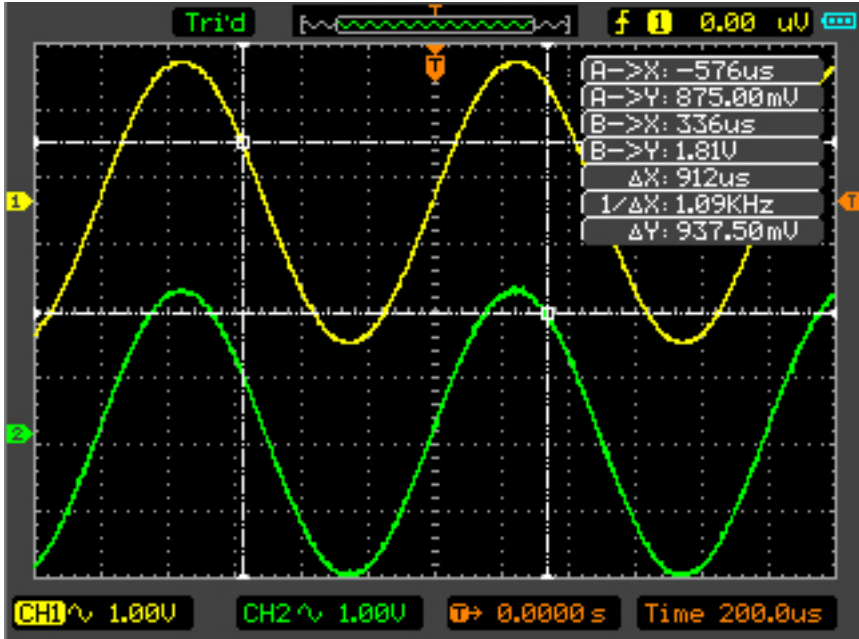 Tri'd T 1 0.00 uV
T
A->X: -576us
A->Y: 875.00mV
B->X: 336us
B->Y: 1.81V
ΔX: 912us
1 1/ΔX: 1.09KHz T
ΔY: 937.50mV
2
CH1 ∿ 1.00V CH2 ∿ 1.00V T→ 0.0000s Time 200.0us